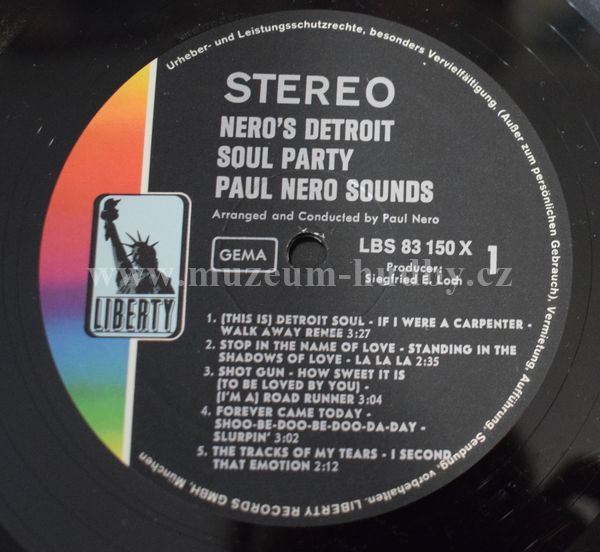 Urheber- und Leistungsschutzrechte, besonders Vervielfältigung, (Außer zum persönlichen Gebrauch), Vermietung, Aufführung, Sendung, vorbehalten. LIBERTY RECORDS GMBH, München
STEREO
NERO'S DETROIT
SOUL PARTY
PAUL NERO SOUNDS
Arranged and Conducted by Paul Nero
GEMA
LBS 83 150 X
1
Producer:
Siegfried E. Loch
www.muzeum-hudby.cz
LIBERTY
1. (THIS IS) DETROIT SOUL - IF I WERE A CARPENTER -
WALK AWAY RENEE 3:27
2. STOP IN THE NAME OF LOVE - STANDING IN THE
SHADOWS OF LOVE - LA LA LA 2:35
3. SHOT GUN - HOW SWEET IT IS
(TO BE LOVED BY YOU) -
(I'M A) ROAD RUNNER 3:04
4. FOREVER CAME TODAY -
SHOO-BE-DOO-BE-DOO-DA-DAY -
SLURPIN' 3:02
5. THE TRACKS OF MY TEARS - I SECOND
THAT EMOTION 2:12